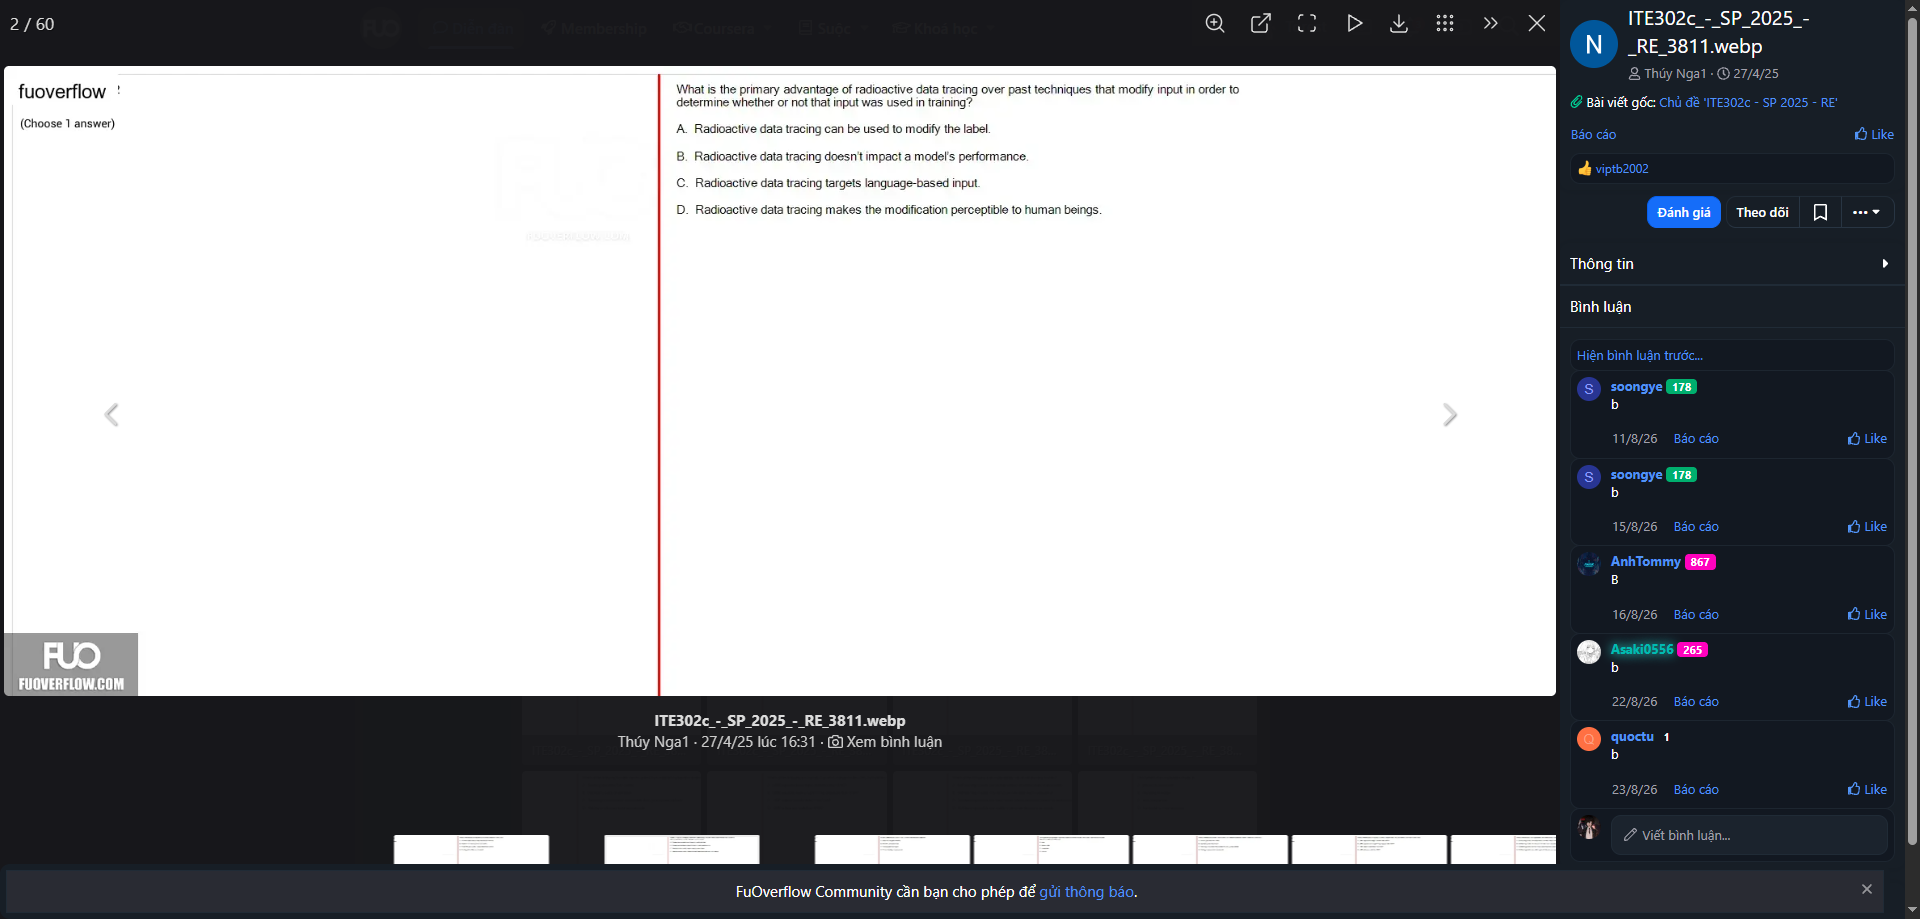 2 / 60
Membership
Coursera
fuoverflow
(Choose 1 answer)
What is the primary advantage of radioactive data tracing over past techniques that modify input in order to
determine whether or not that input was used in training?
A. Radioactive data tracing can be used to modify the label.
B. Radioactive data tracing doesn't impact a model's performance.
C. Radioactive data tracing targets language-based input.
D. Radioactive data tracing makes the modification perceptible to human beings.
FUO
FUOVERFLOW.COM
ITE302c_-_SP_2025_-_RE_3811.webp
Thúy Nga1 · 27/4/25 lúc 16:31 · Xem bình luận
N
ITE302c_-_SP_2025_-
_RE_3811.webp
Thúy Nga1 · 27/4/25
Bài viết gốc: Chủ đề 'ITE302c - SP 2025 - RE'
Báo cáo
Like
viptb2002
Đánh giá
Theo dõi
Thông tin
Bình luận
Hiện bình luận trước...
S
soongye 178
b
11/8/26 Báo cáo Like
S
soongye 178
b
15/8/26 Báo cáo Like
AnhTommy 867
B
16/8/26 Báo cáo Like
Asaki0556 265
b
22/8/26 Báo cáo Like
Q
quoctu 1
b
23/8/26 Báo cáo Like
Viết bình luận...
FuOverflow Community cần bạn cho phép để gửi thông báo.